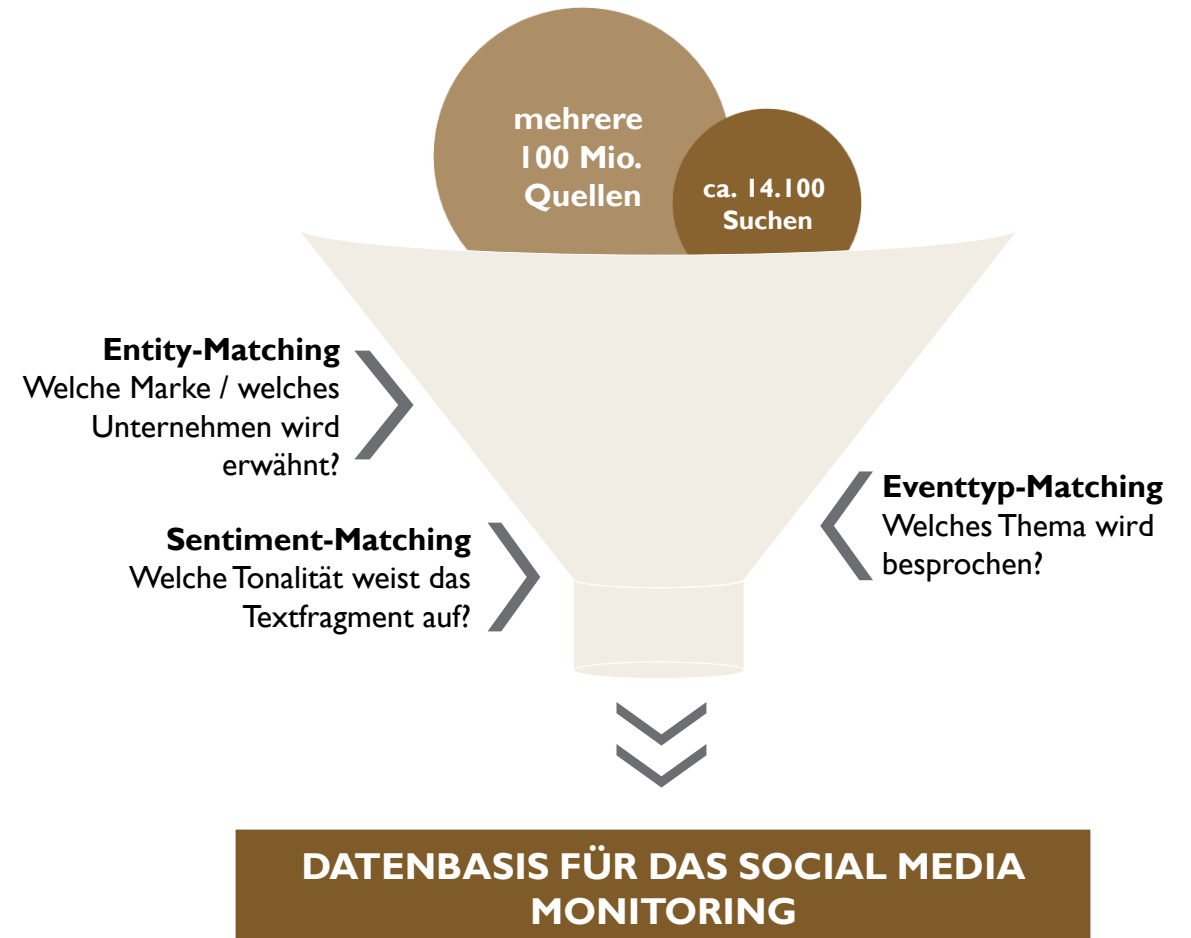 mehrere
100 Mio.
Quellen
ca. 14.100
Suchen
Entity-Matching
Welche Marke / welches
Unternehmen wird
erwähnt?
Eventtyp-Matching
Welches Thema wird
besprochen?
Sentiment-Matching
Welche Tonalität weist das
Textfragment auf?
DATENBASIS FÜR DAS SOCIAL MEDIA
MONITORING